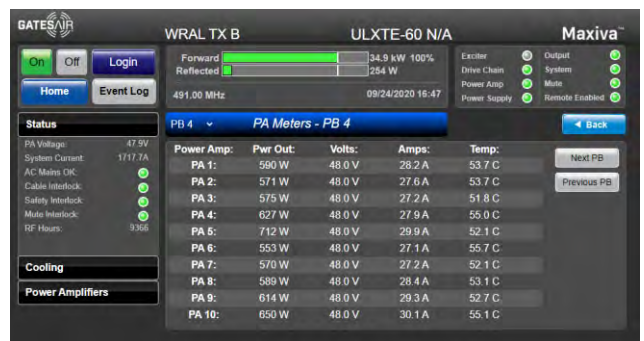 GATESAIR
WRAL TX B ULXTE-60 N/A Maxiva
On Off Login
Home Event Log
Forward 34.9 kW 100%
Reflected 254 W
491.00 MHz 09/24/2020 16:47
Exciter Output
Drive Chain System
Power Amp Mute
Power Supply Remote Enabled
Status
PB 4 PA Meters - PB 4 Back
PA Voltage: 47.9V
System Current: 1717.7A
AC Mains OK:
Cable Interlock:
Safety Interlock:
Mute Interlock:
RF Hours: 9366
Cooling
Power Amplifiers
Power Amp: Pwr Out: Volts: Amps: Temp:
PA 1: 590 W 48.0 V 28.2 A 53.7 C
PA 2: 571 W 48.0 V 27.6 A 53.7 C
PA 3: 575 W 48.0 V 27.2 A 51.8 C
PA 4: 627 W 48.0 V 27.9 A 55.0 C
PA 5: 712 W 48.0 V 29.9 A 52.1 C
PA 6: 553 W 48.0 V 27.1 A 55.7 C
PA 7: 570 W 48.0 V 27.2 A 52.1 C
PA 8: 589 W 48.0 V 28.4 A 53.1 C
PA 9: 614 W 48.0 V 29.3 A 52.7 C
PA 10: 650 W 48.0 V 30.1 A 55.1 C
Next PB
Previous PB